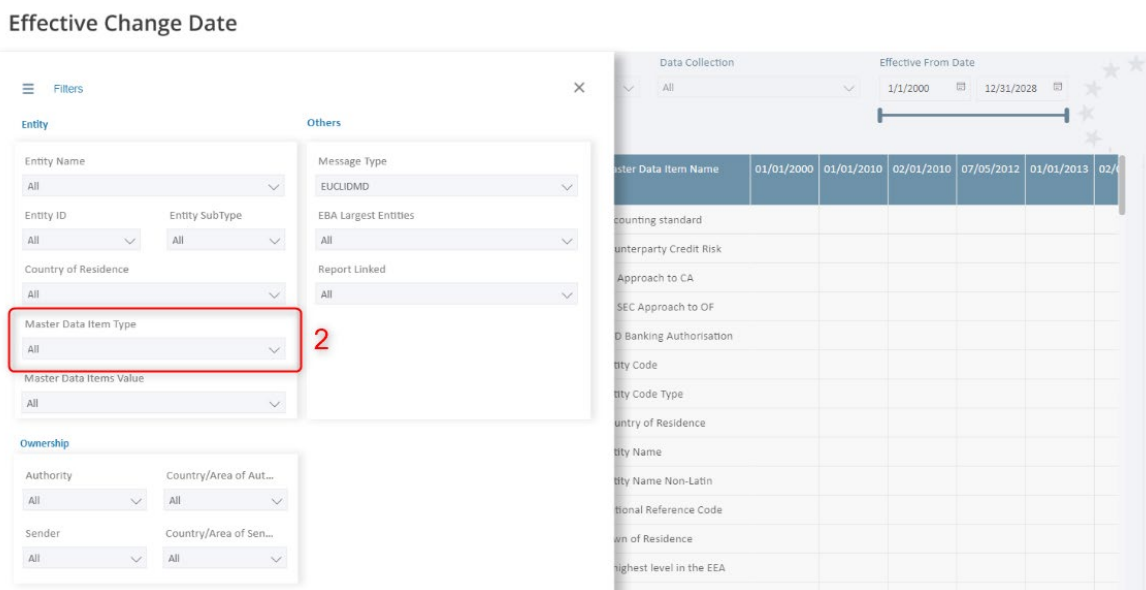 Effective Change Date
Filters
Entity
Entity Name
All
Entity ID
Entity SubType
All
All
Country of Residence
All
Master Data Item Type
All
2
Master Data Items Value
All
Others
Message Type
EUCLIDMD
EBA Largest Entities
All
Report Linked
All
Ownership
Authority
Country/Area of Aut...
All
All
Sender
Country/Area of Sen...
All
All
Data Collection
All
Effective From Date
1/1/2000
12/31/2028
aster Data Item Name 01/01/2000 01/01/2010 02/01/2010 07/05/2012 01/01/2013 02/0
counting standard
unterparty Credit Risk
Approach to CA
SEC Approach to OF
D Banking Authorisation
tity Code
tity Code Type
untry of Residence
tity Name
tity Name Non-Latin
tional Reference Code
wn of Residence
highest level in the EEA